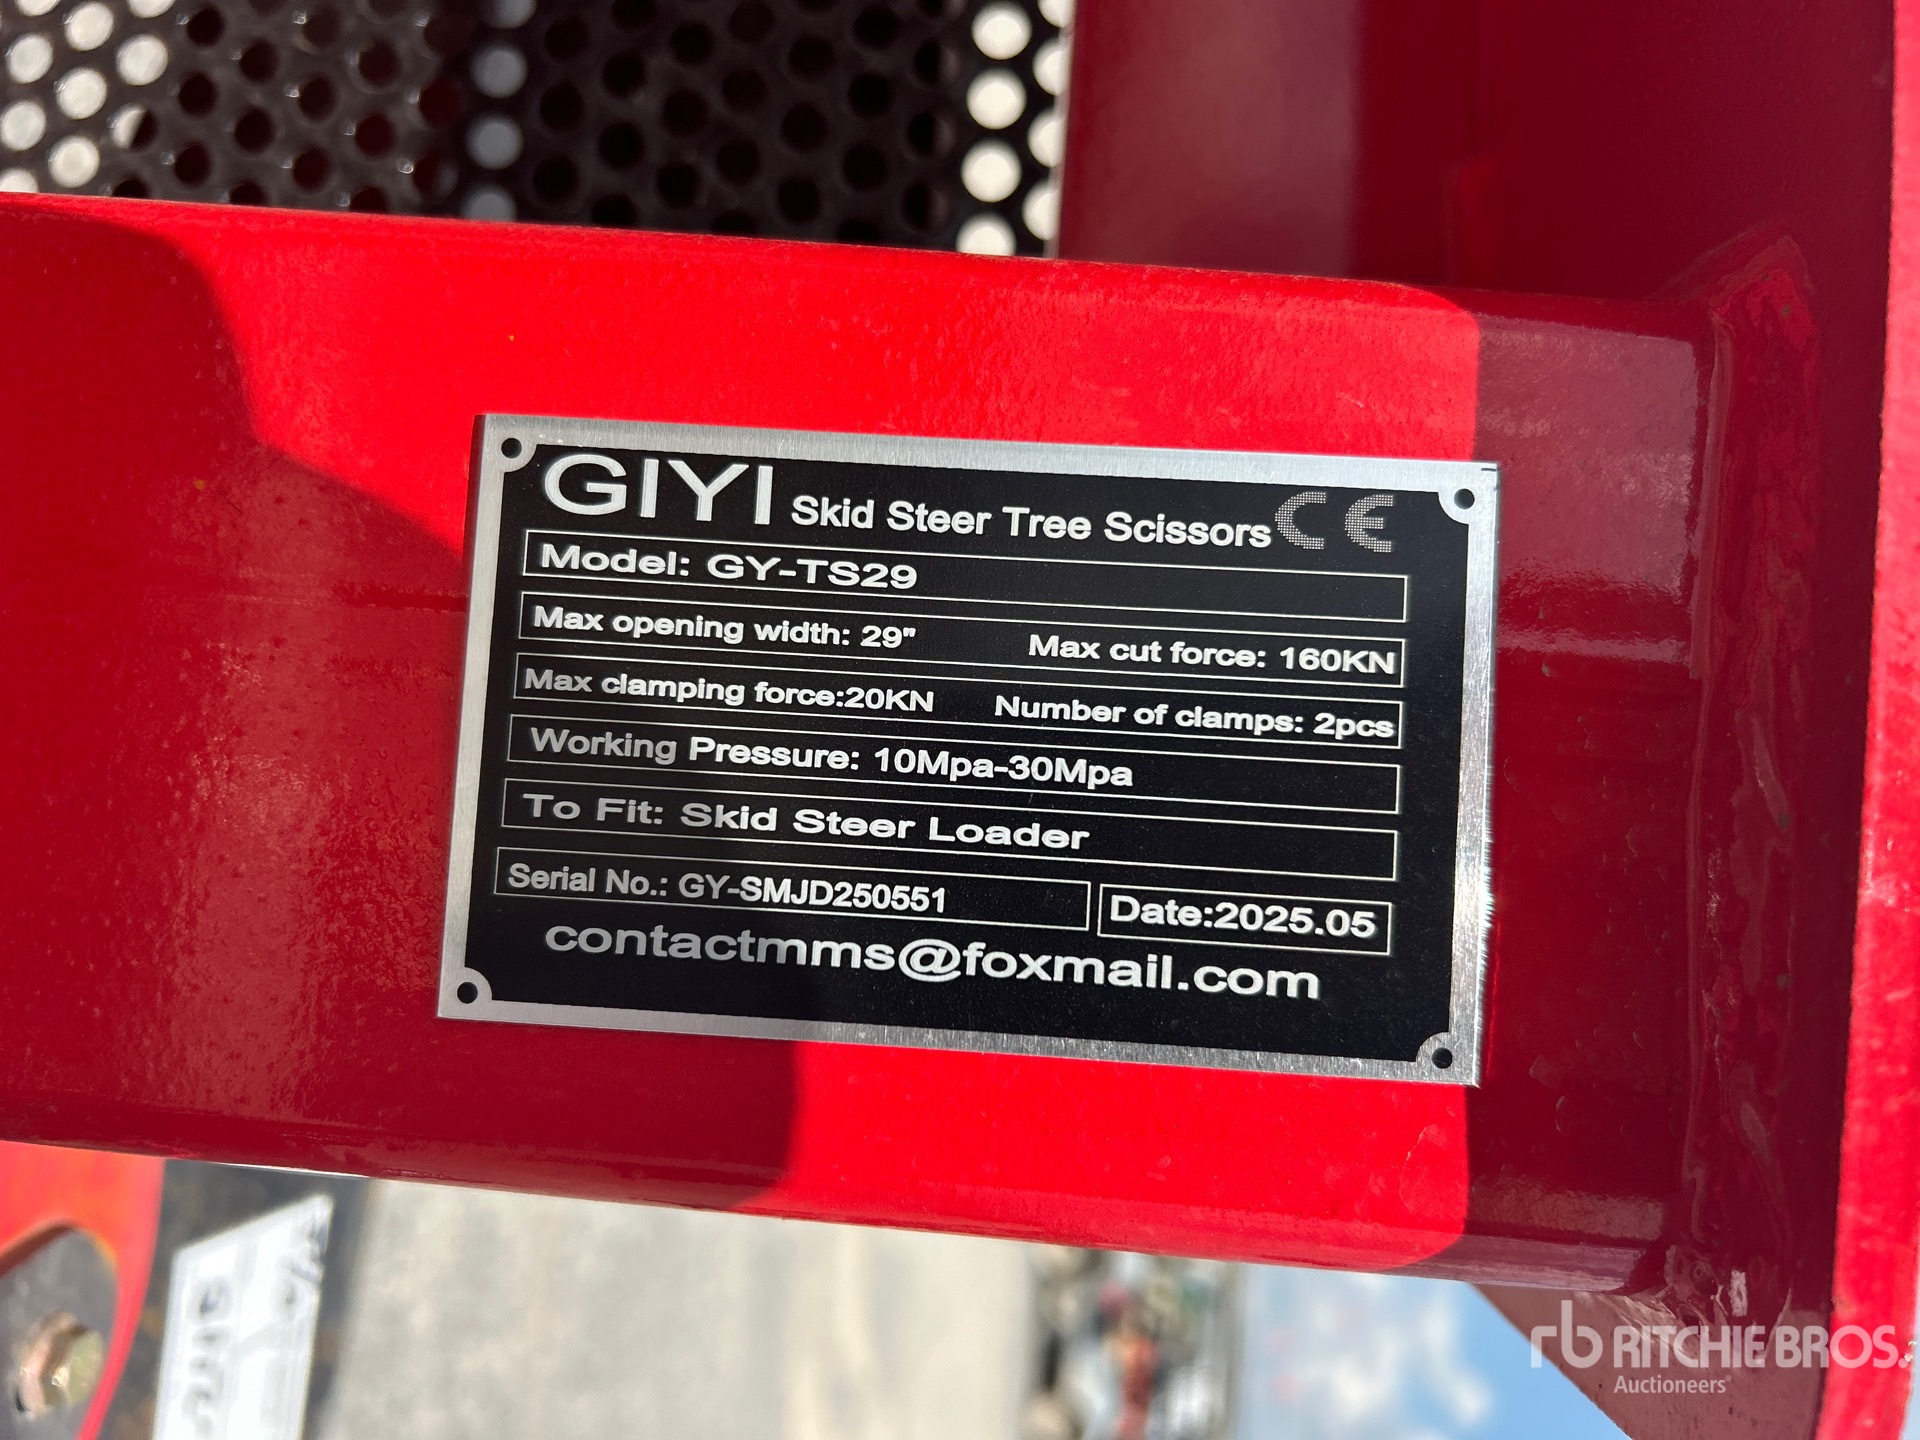 GIYI Skid Steer Tree Scissors CE
Model: GY-TS29
Max opening width: 29" Max cut force: 160KN
Max clamping force:20KN Number of clamps: 2pcs
Working Pressure: 10Mpa-30Mpa
To Fit: Skid Steer Loader
Serial No.: GY-SMJD250551 Date:2025.05
contactmms@foxmail.com
rb RITCHIE BROS.
Auctioneers